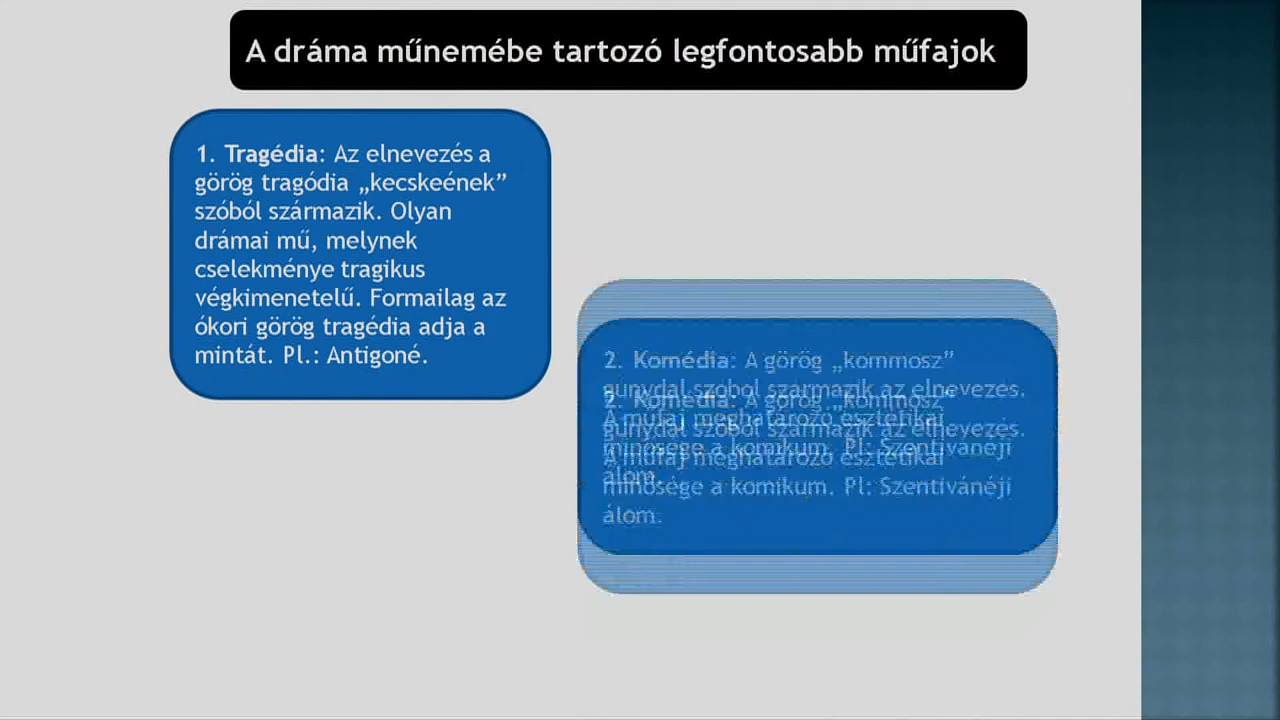 A dráma műnemébe tartozó legfontosabb műfajok
1. Tragédia: Az elnevezés a
görög tragódia „kecskeének”
szóból származik. Olyan
drámai mű, melynek
cselekménye tragikus
végkimenetelű. Formailag az
ókori görög tragédia adja a
mintát. Pl.: Antigoné.
2. Komédia: A görög „kommosz”
gúnydal szóból származik az elnevezés.
A műfaj meghatározó esztétikai
minősége a komikum. Pl: Szentivánéji
álom.